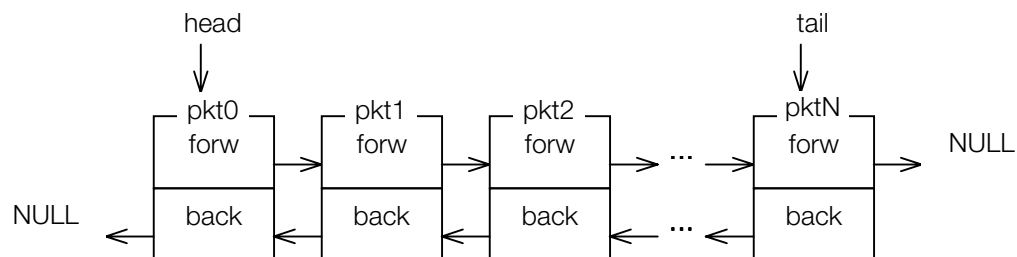 head tail
pkt0 pkt1 pkt2 pktN
forw forw forw ... forw NULL
NULL back back back ... back